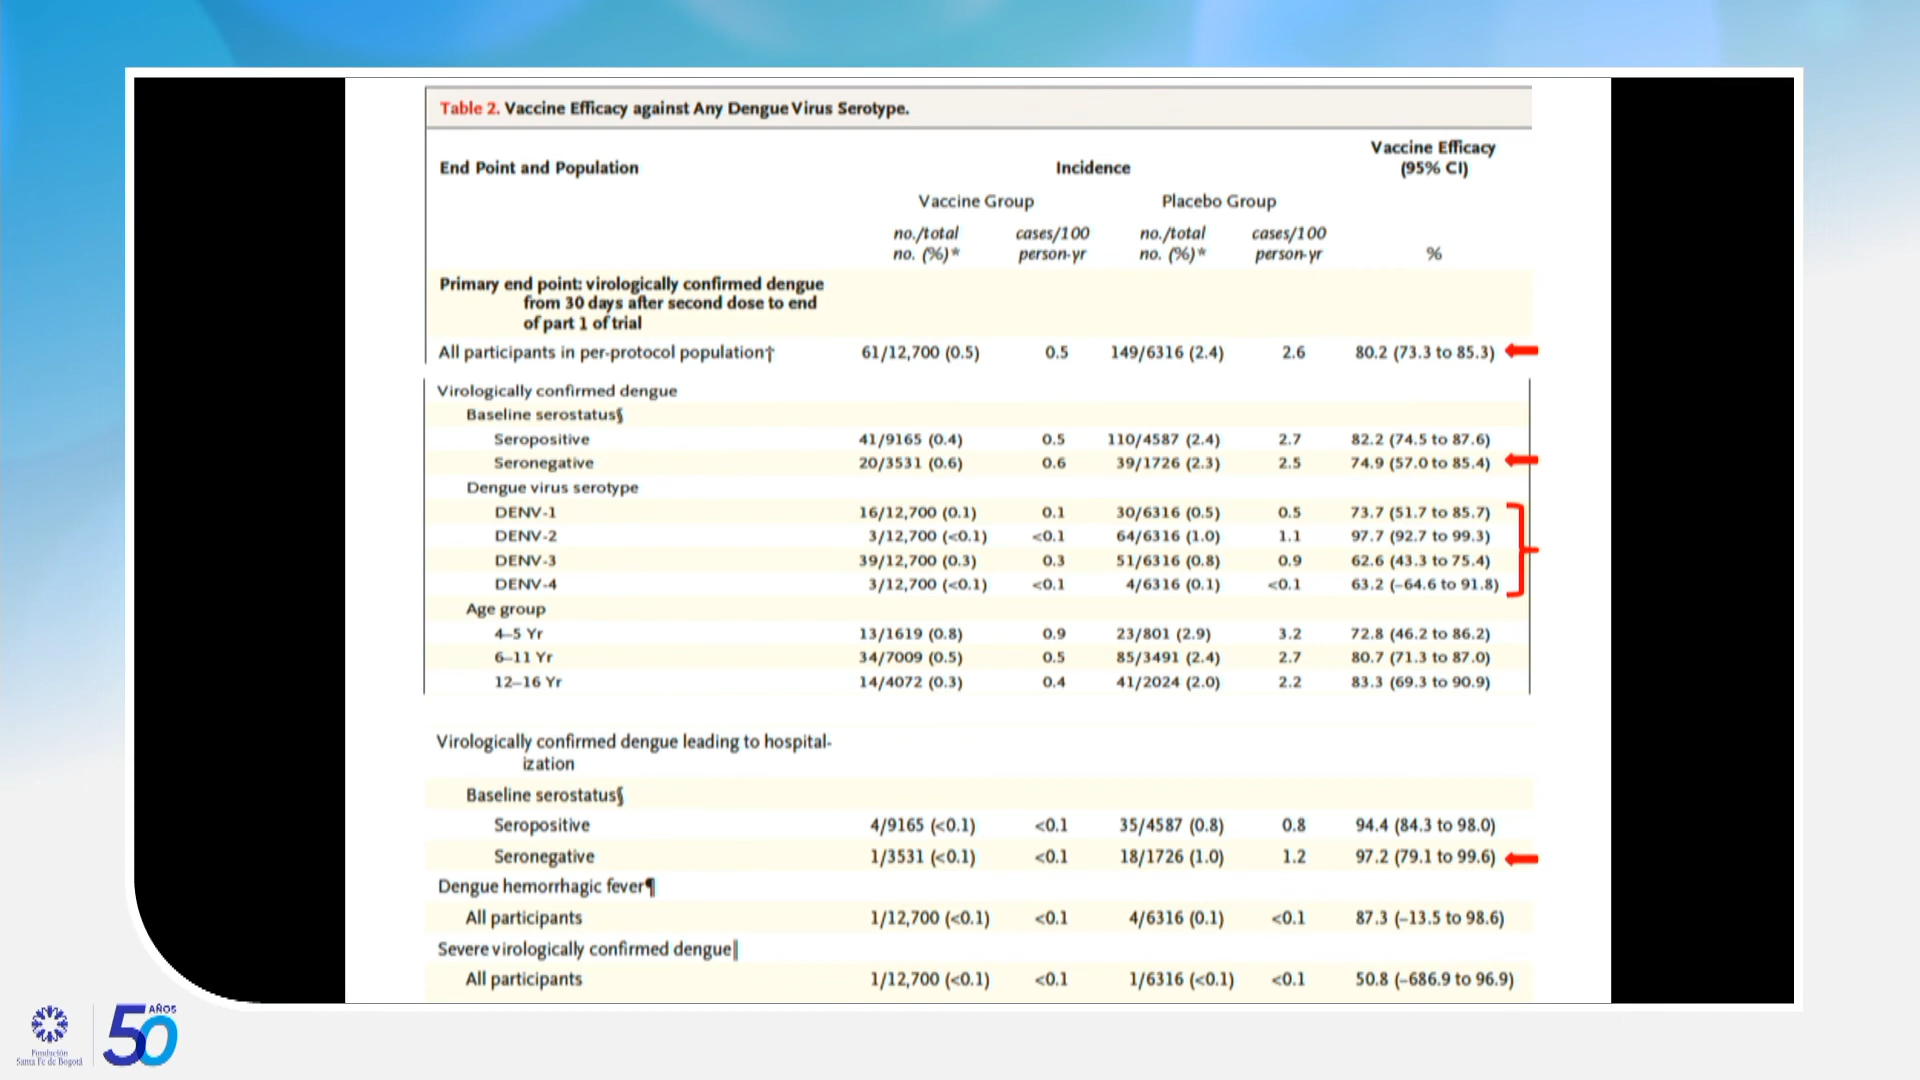 Table 2. Vaccine Efficacy against Any Dengue Virus Serotype.
End Point and Population Incidence Vaccine Efficacy (95% CI)
Vaccine Group Placebo Group
no./total no. (%)* cases/100 person-yr no./total no. (%)* cases/100 person-yr %
Primary end point: virologically confirmed dengue
from 30 days after second dose to end
of part 1 of trial
All participants in per-protocol population† 61/12,700 (0.5) 0.5 149/6316 (2.4) 2.6 80.2 (73.3 to 85.3)
Virologically confirmed dengue
Baseline serostatus§
Seropositive 41/9165 (0.4) 0.5 110/4587 (2.4) 2.7 82.2 (74.5 to 87.6)
Seronegative 20/3531 (0.6) 0.6 39/1726 (2.3) 2.5 74.9 (57.0 to 85.4)
Dengue virus serotype
DENV-1 16/12,700 (0.1) 0.1 30/6316 (0.5) 0.5 73.7 (51.7 to 85.7)
DENV-2 3/12,700 (<0.1) <0.1 64/6316 (1.0) 1.1 97.7 (92.7 to 99.3)
DENV-3 39/12,700 (0.3) 0.3 51/6316 (0.8) 0.9 62.6 (43.3 to 75.4)
DENV-4 3/12,700 (<0.1) <0.1 4/6316 (0.1) <0.1 63.2 (−64.6 to 91.8)
Age group
4–5 Yr 13/1619 (0.8) 0.9 23/801 (2.9) 3.2 72.8 (46.2 to 86.2)
6–11 Yr 34/7009 (0.5) 0.5 85/3491 (2.4) 2.7 80.7 (71.3 to 87.0)
12–16 Yr 14/4072 (0.3) 0.4 41/2024 (2.0) 2.2 83.3 (69.3 to 90.9)
Virologically confirmed dengue leading to hospital-
ization
Baseline serostatus§
Seropositive 4/9165 (<0.1) <0.1 35/4587 (0.8) 0.8 94.4 (84.3 to 98.0)
Seronegative 1/3531 (<0.1) <0.1 18/1726 (1.0) 1.2 97.2 (79.1 to 99.6)
Dengue hemorrhagic fever¶
All participants 1/12,700 (<0.1) <0.1 4/6316 (0.1) <0.1 87.3 (−13.5 to 98.6)
Severe virologically confirmed dengue‖
All participants 1/12,700 (<0.1) <0.1 1/6316 (<0.1) <0.1 50.8 (−686.9 to 96.9)
Fundación
Santa Fe de Bogotá
50 AÑOS